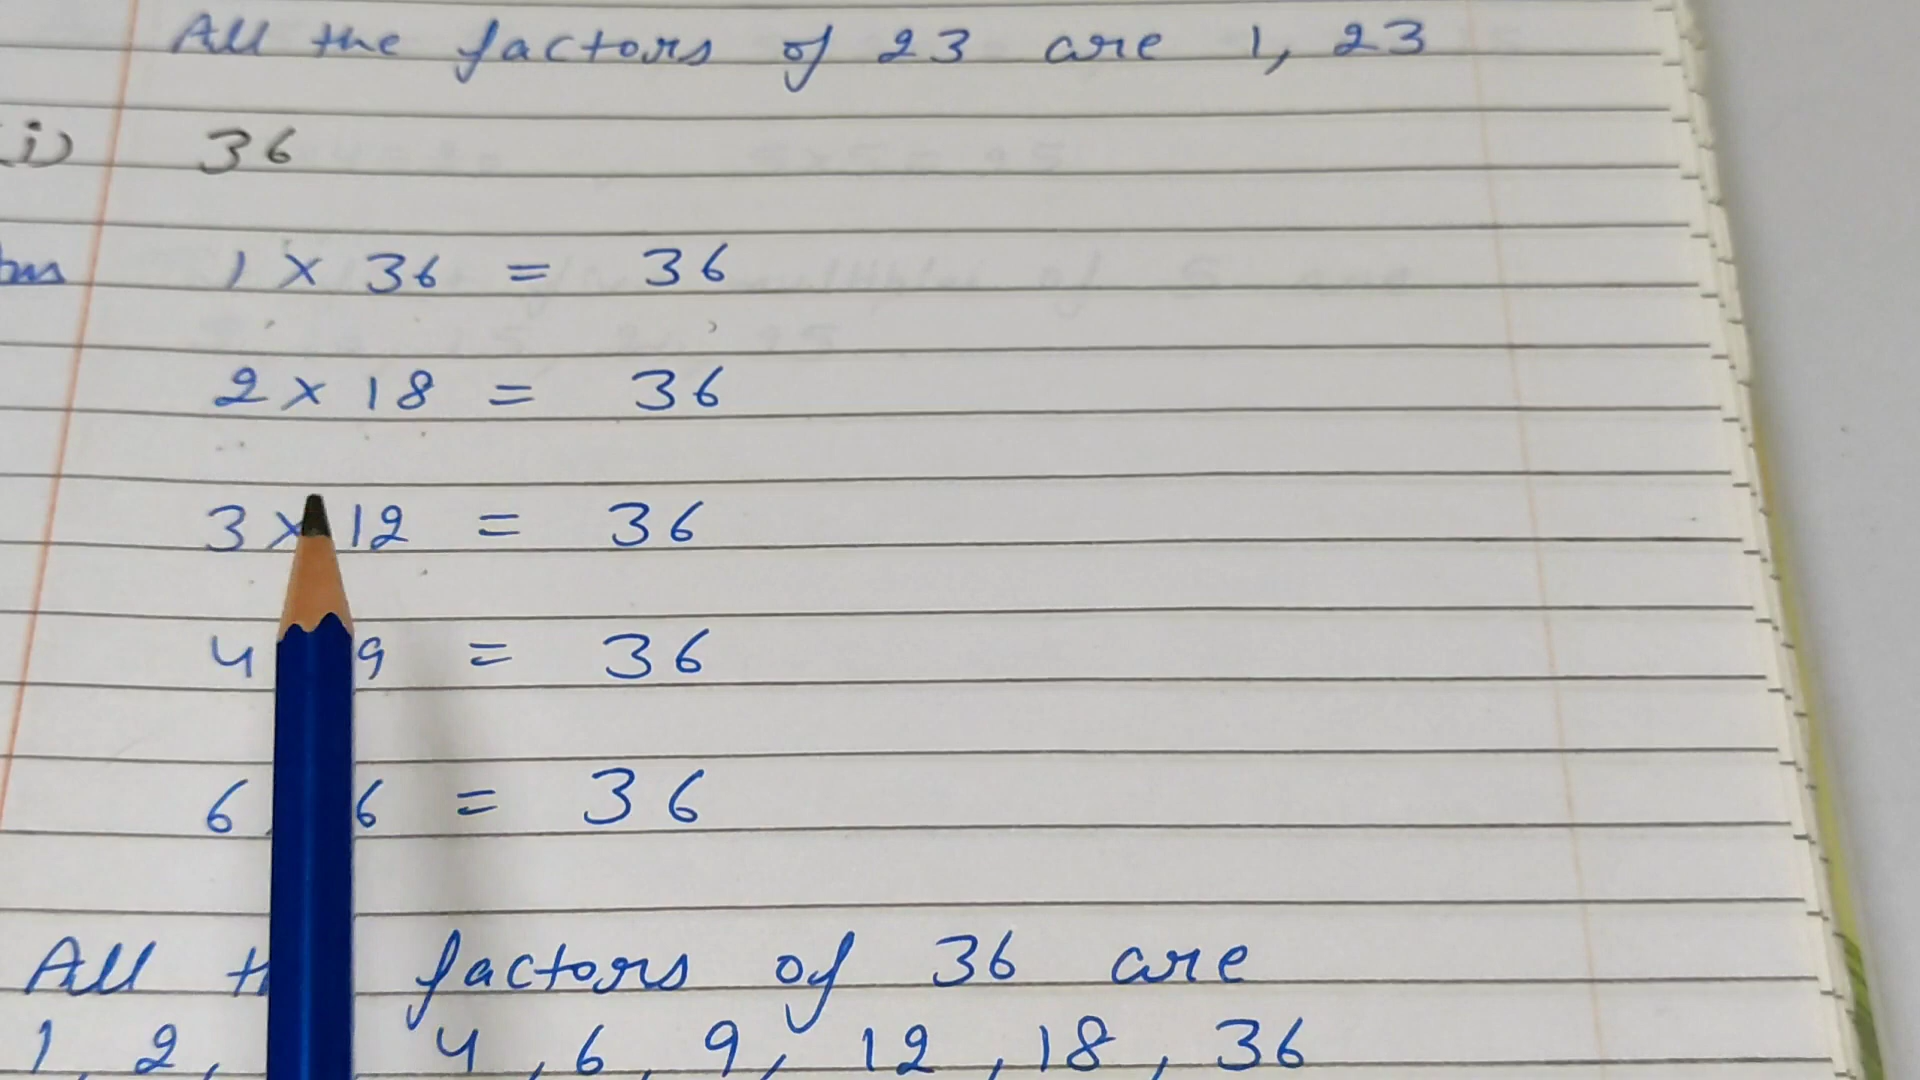 All the factors of 23 are 1, 23
i) 36
1 × 36 = 36
2 × 18 = 36
3 × 12 = 36
4 9 = 36
6 6 = 36
All factors of 36 are
1, 2, 4, 6, 9, 12, 18, 36